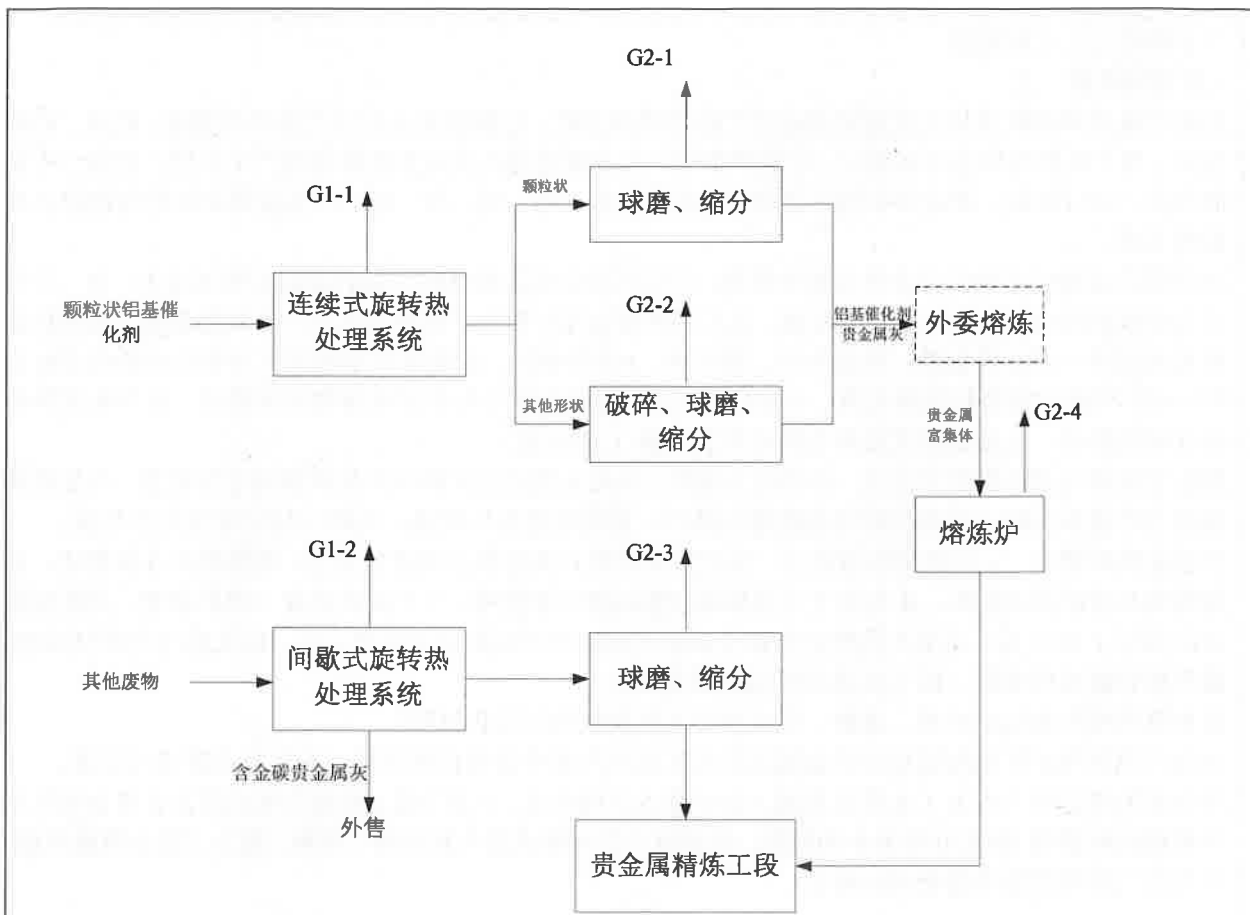 G2-1
G1-1
颗粒状
球磨、缩分
颗粒状铝基催
化剂
连续式旋转热
处理系统
G2-2
铝基催化剂
贵金属灰
外委熔炼
其他形状
破碎、球磨、
缩分
贵金属
富集体
G2-4
熔炼炉
G1-2
G2-3
其他废物
间歇式旋转热
处理系统
球磨、缩分
含金碳贵金属灰
外售
贵金属精炼工段